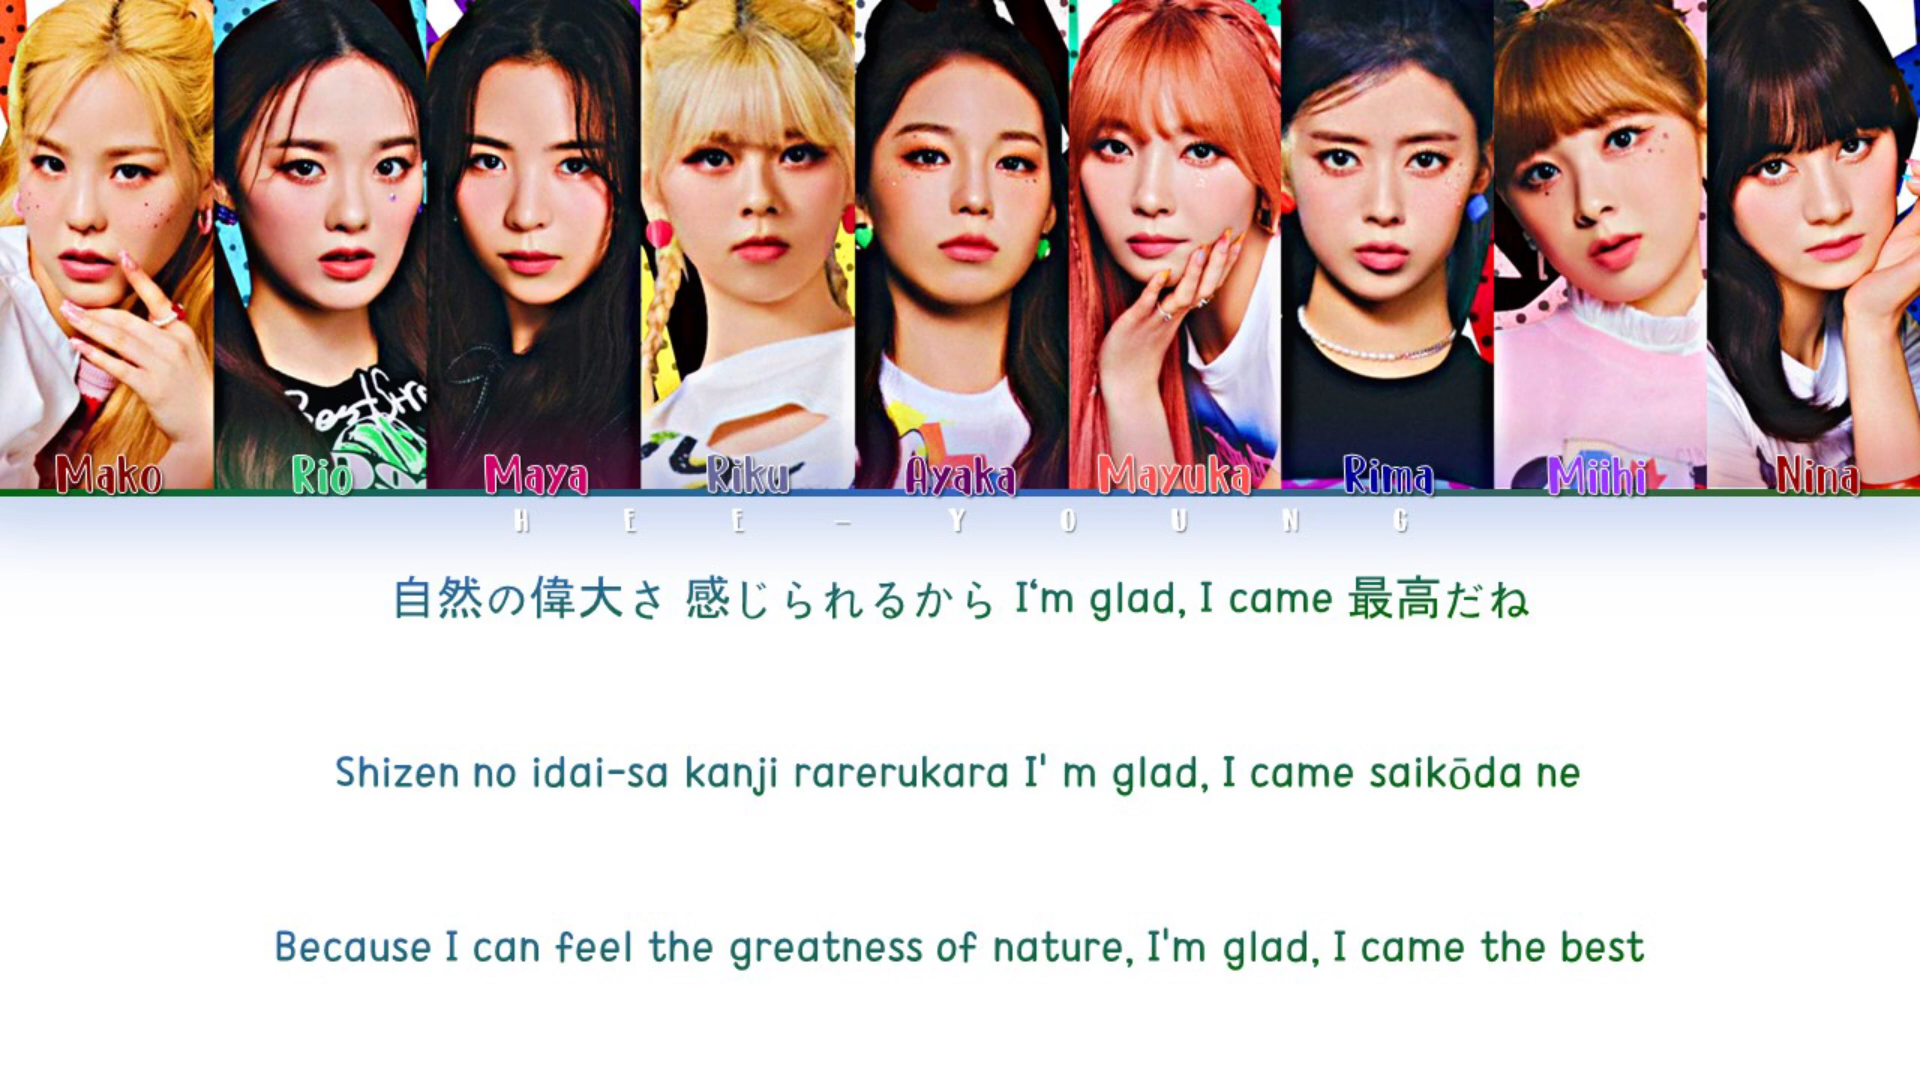 Mako Rio Maya Riku Ayaka Mayuka Rima Miihi Nina
HEE-YOUNG
自然の偉大さ 感じられるから I‘m glad, I came 最高だね
Shizen no idai-sa kanji rarerukara I' m glad, I came saikōda ne
Because I can feel the greatness of nature, I'm glad, I came the best